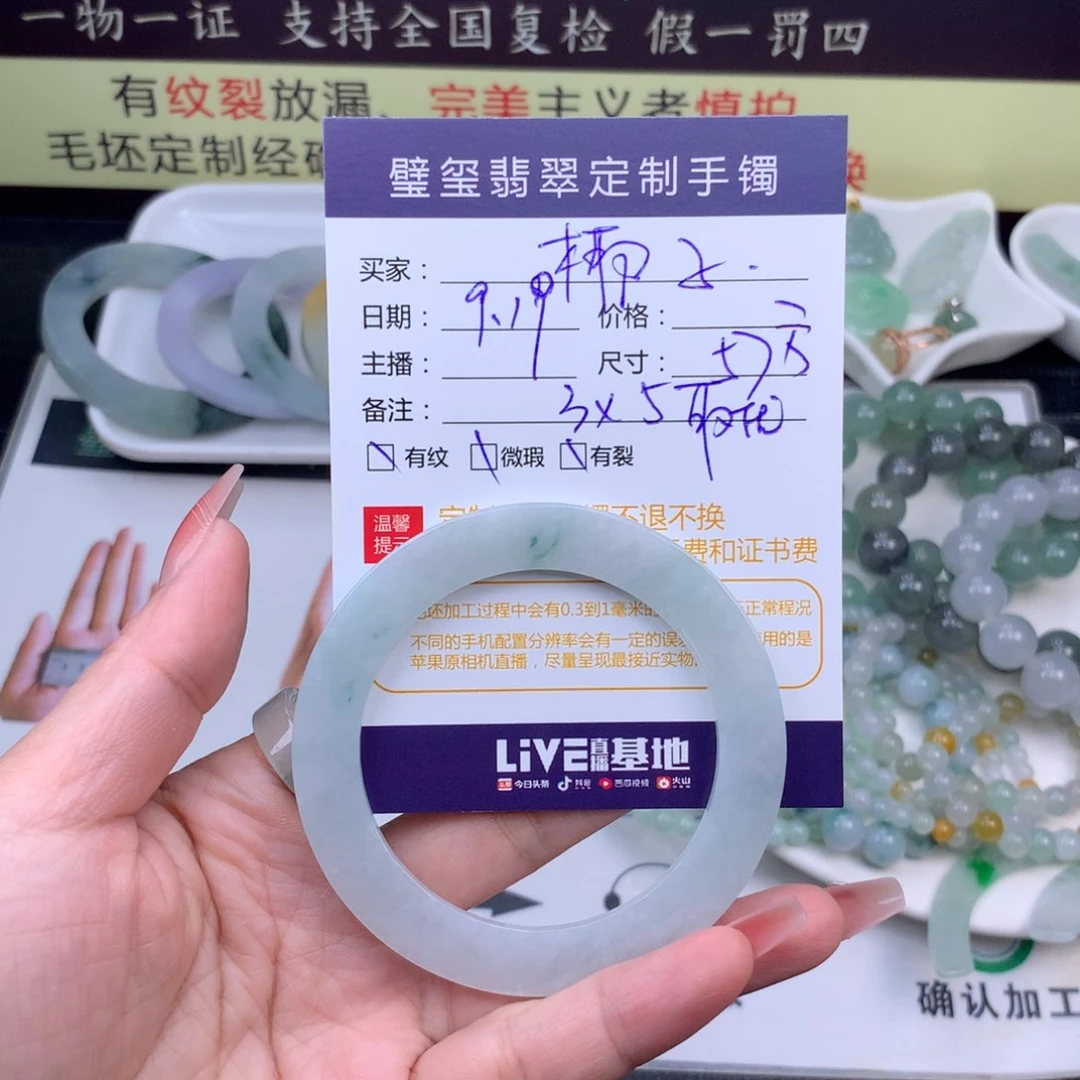 一物一证 支持全国复检 假一罚四
有纹裂放漏、完美主义者慎拍
毛坯定制经确
换
璧玺翡翠定制手镯
买家：
日期：9.19 价格：
主播： 尺寸：
备注：3x5
有纹 微瑕 有裂
温馨 不退不换
提示 费和证书费
坯加工过程中会有0.3到1毫米的 正常程况
不同的手机配置分辨率会有一定的误 用的是
苹果原相机直播，尽量呈现最接近实物
LiVE直播基地
今日头条 抖音 西瓜视频 火山
确认加工